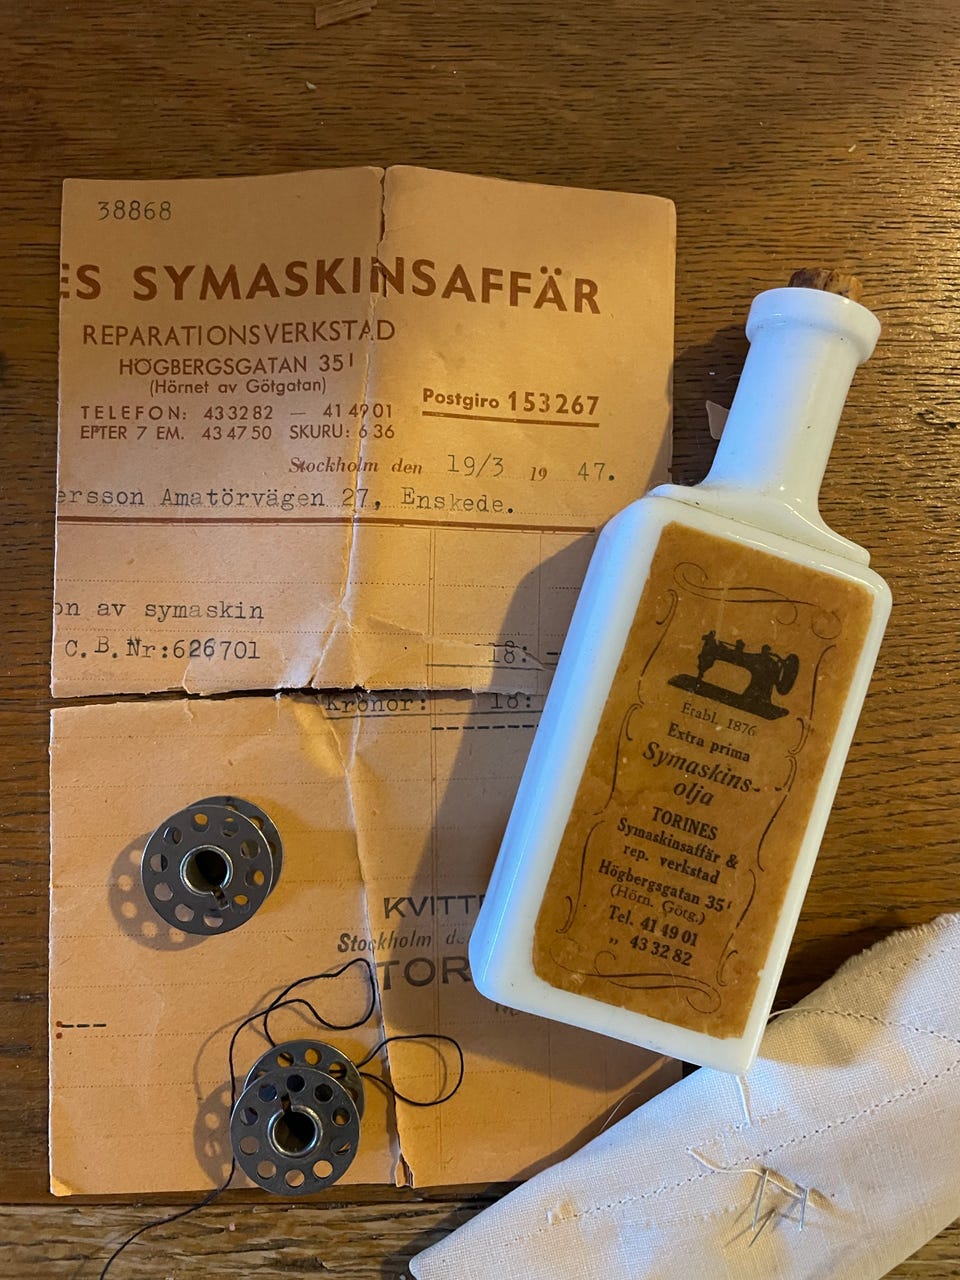 38868
ES SYMASKINSAFFÄR
REPARATIONSVERKSTAD
HÖGBERGSGATAN 35¹
(Hörnet av Götgatan)
TELEFON: 43 32 82 — 41 49 01
EFTER 7 EM. 43 47 50 SKURU: 6 36
Postgiro 153267
Stockholm den 19/3 19 47.
ersson Amatörvägen 27, Enskede.
on av symaskin
C.B.Nr:626701
18: —
Kronor: 18:
KVITT
Stockholm d
TOR
Etabl. 1876
Extra prima
Symaskins-
olja
TORINES
Symaskinsaffär &
rep. verkstad
Högbergsgatan 35¹
(Hörn. Götg.)
Tel. 41 49 01
„ 43 32 82